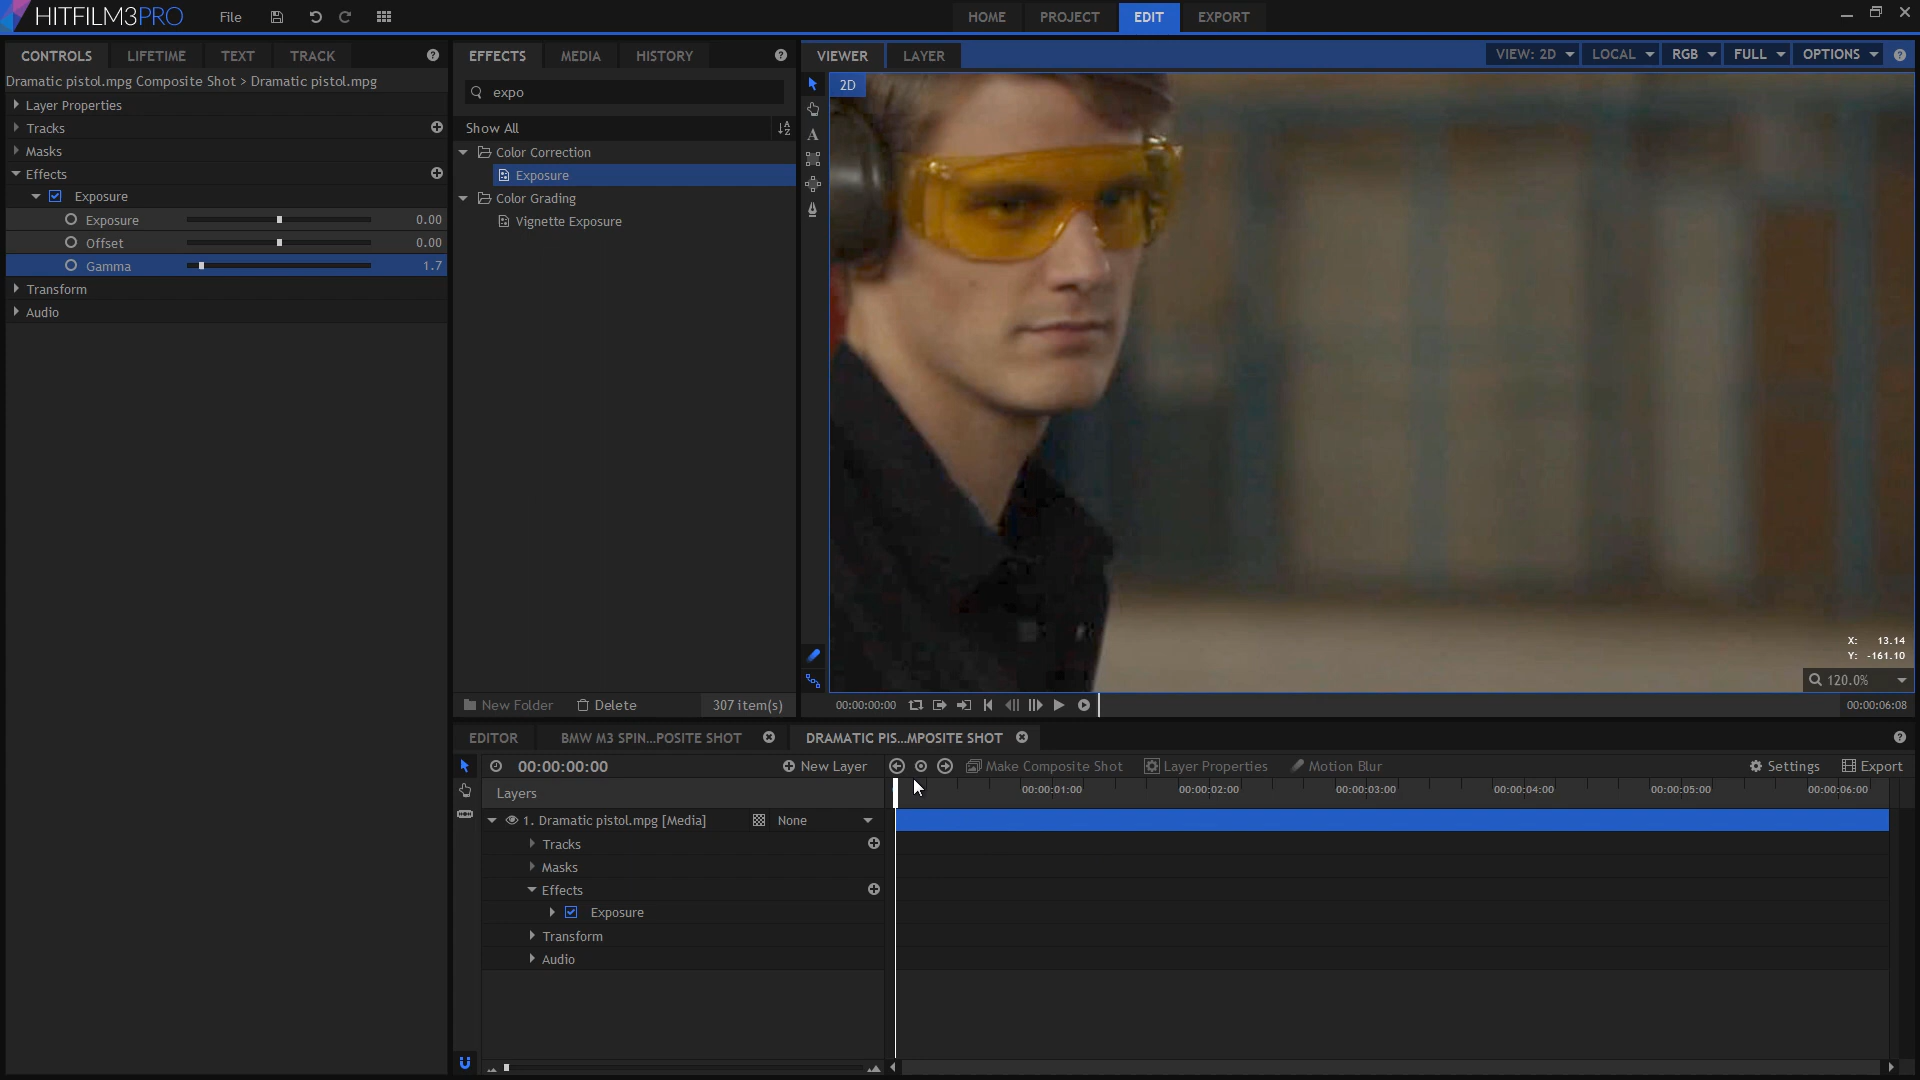 HITFILM3PRO File HOME PROJECT EDIT EXPORT
CONTROLS LIFETIME TEXT TRACK
Dramatic pistol.mpg Composite Shot > Dramatic pistol.mpg
Layer Properties
Tracks
Masks
Effects
Exposure
Exposure 0.00
Offset 0.00
Gamma 1.7
Transform
Audio
EFFECTS MEDIA HISTORY
expo
Show All
Color Correction
Exposure
Color Grading
Vignette Exposure
New Folder Delete 307 item(s)
VIEWER LAYER VIEW: 2D LOCAL RGB FULL OPTIONS
2D
A
X: 13.14
Y: -161.10
120.0%
00:00:00:00 00:00:06:08
EDITOR BMW M3 SPIN...POSITE SHOT DRAMATIC PIS...MPOSITE SHOT
00:00:00:00 New Layer Make Composite Shot Layer Properties Motion Blur Settings Export
Layers 00:00:01:00 00:00:02:00 00:00:03:00 00:00:04:00 00:00:05:00 00:00:06:00
1. Dramatic pistol.mpg [Media] None
Tracks
Masks
Effects
Exposure
Transform
Audio